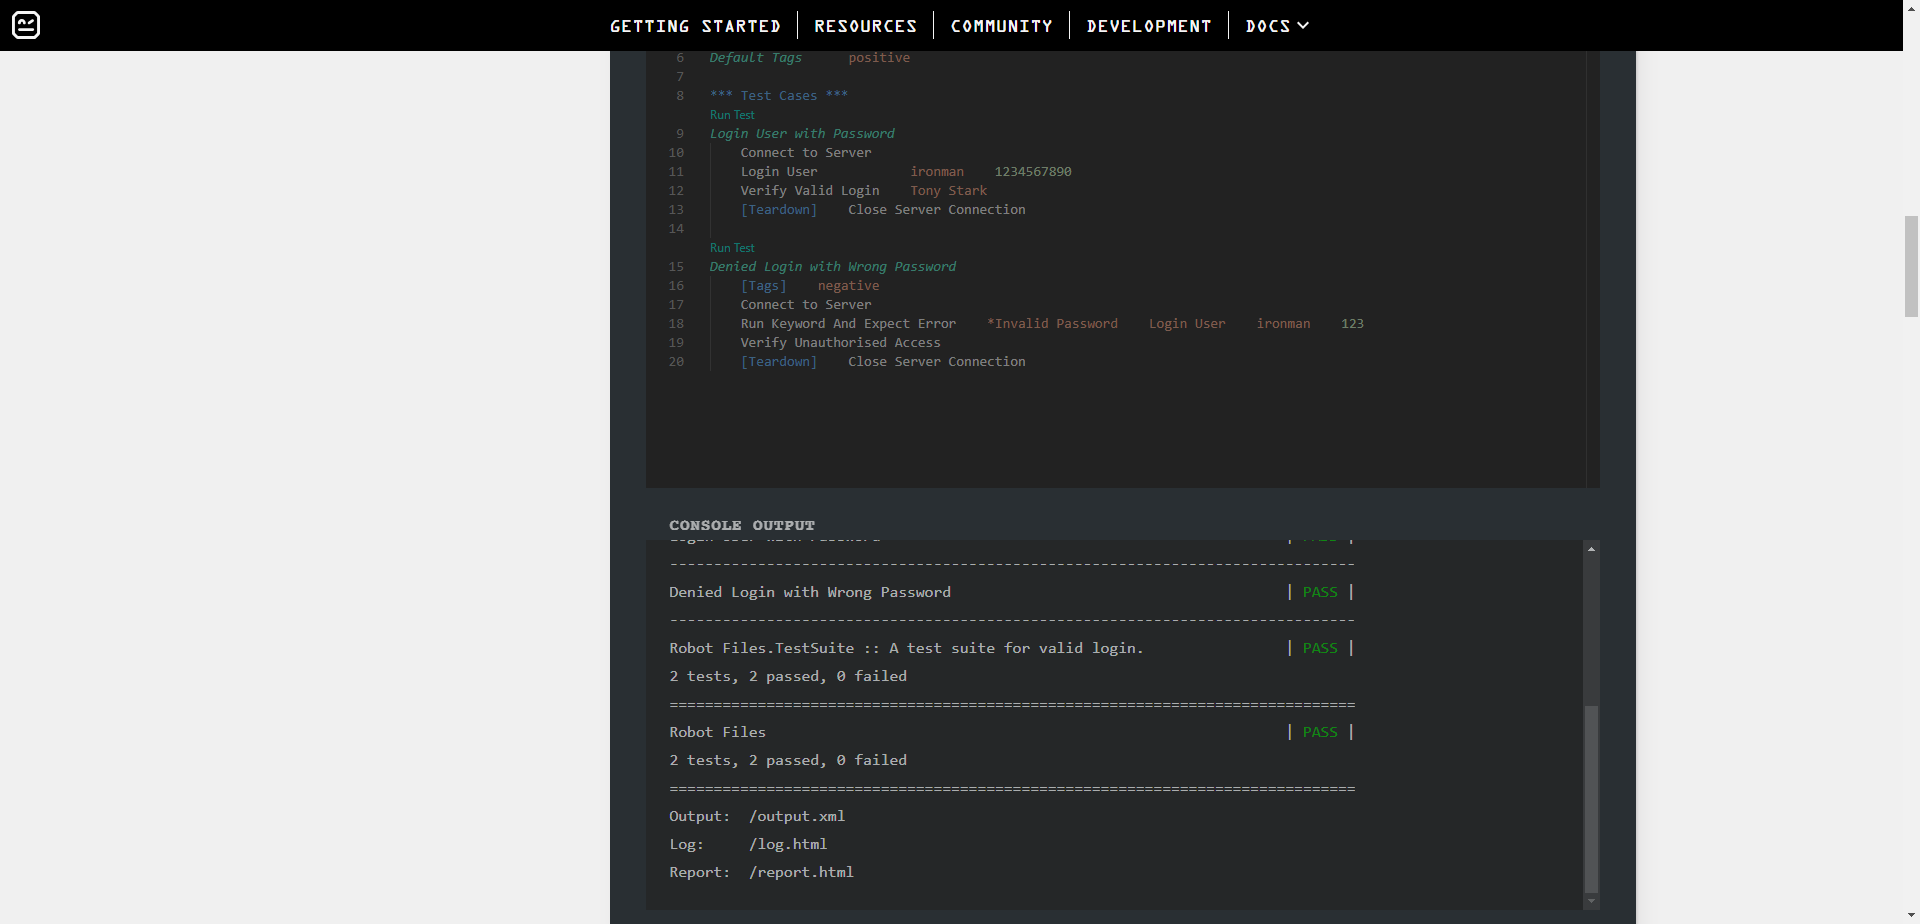 GETTING STARTED RESOURCES COMMUNITY DEVELOPMENT DOCS
6 Default Tags positive
7
8 *** Test Cases ***
Run Test
9 Login User with Password
10 Connect to Server
11 Login User ironman 1234567890
12 Verify Valid Login Tony Stark
13 [Teardown] Close Server Connection
14
Run Test
15 Denied Login with Wrong Password
16 [Tags] negative
17 Connect to Server
18 Run Keyword And Expect Error *Invalid Password Login User ironman 123
19 Verify Unauthorised Access
20 [Teardown] Close Server Connection
CONSOLE OUTPUT
------------------------------------------------------------------------------
Denied Login with Wrong Password | PASS |
------------------------------------------------------------------------------
Robot Files.TestSuite :: A test suite for valid login. | PASS |
2 tests, 2 passed, 0 failed
==============================================================================
Robot Files | PASS |
2 tests, 2 passed, 0 failed
==============================================================================
Output: /output.xml
Log: /log.html
Report: /report.html